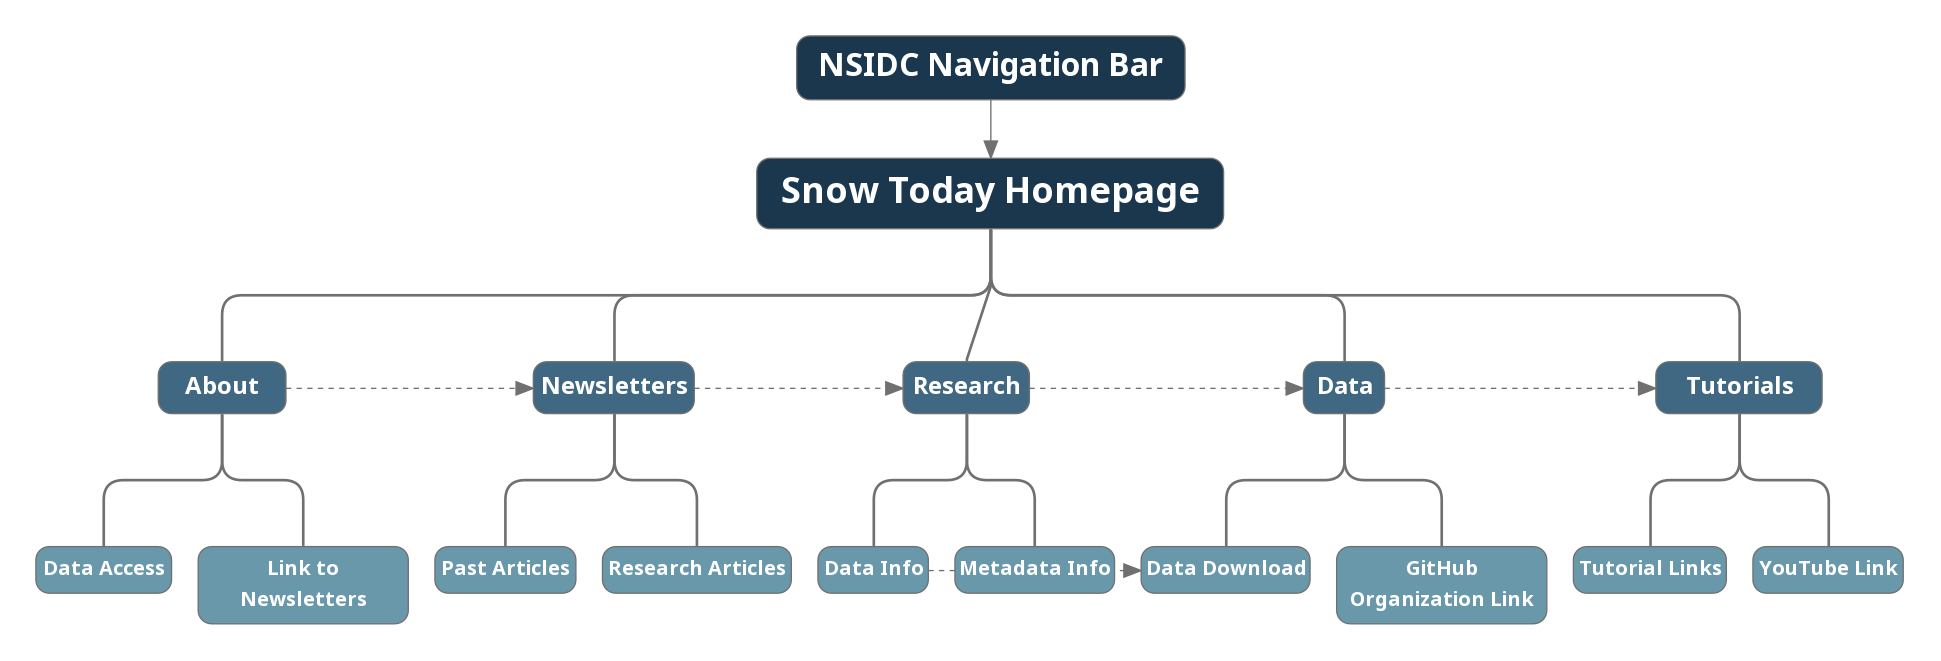 NSIDC Navigation Bar
Snow Today Homepage
About
Newsletters
Research
Data
Tutorials
Data Access
Link to
Newsletters
Past Articles
Research Articles
Data Info
Metadata Info
Data Download
GitHub
Organization Link
Tutorial Links
YouTube Link